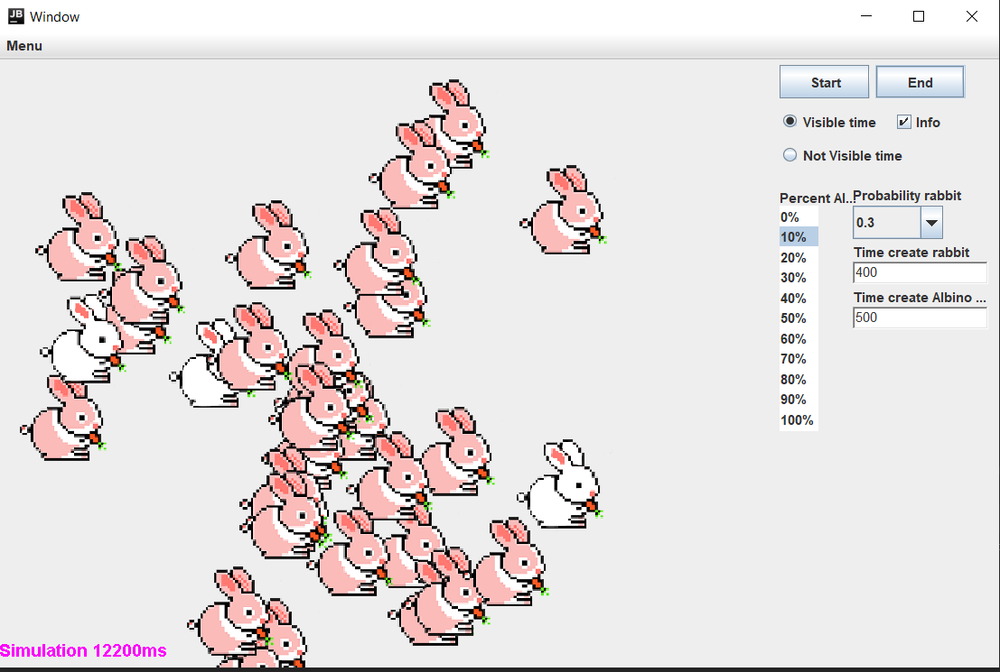 JB Window
Menu
Start End
Visible time Info
Not Visible time
Percent Al... Probability rabbit
0%
10%
20%
30%
40%
50%
60%
70%
80%
90%
100%
0.3
Time create rabbit
400
Time create Albino ...
500
Simulation 12200ms